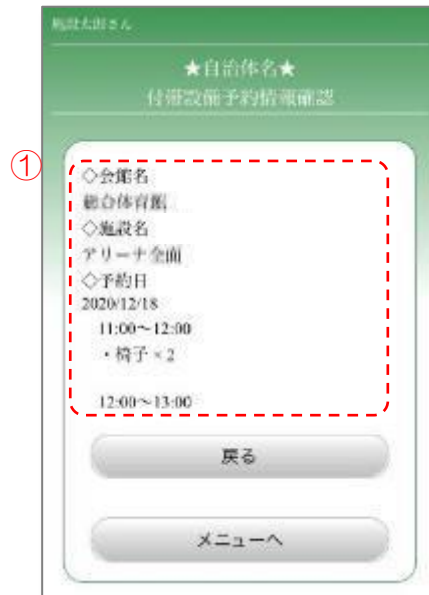 施設太郎さん
★自治体名★
付帯設備予約情報確認
①
◇会館名
総合体育館
◇施設名
アリーナ全面
◇予約日
2020/12/18
11:00～12:00
・椅子 × 2
12:00～13:00
戻る
メニューへ